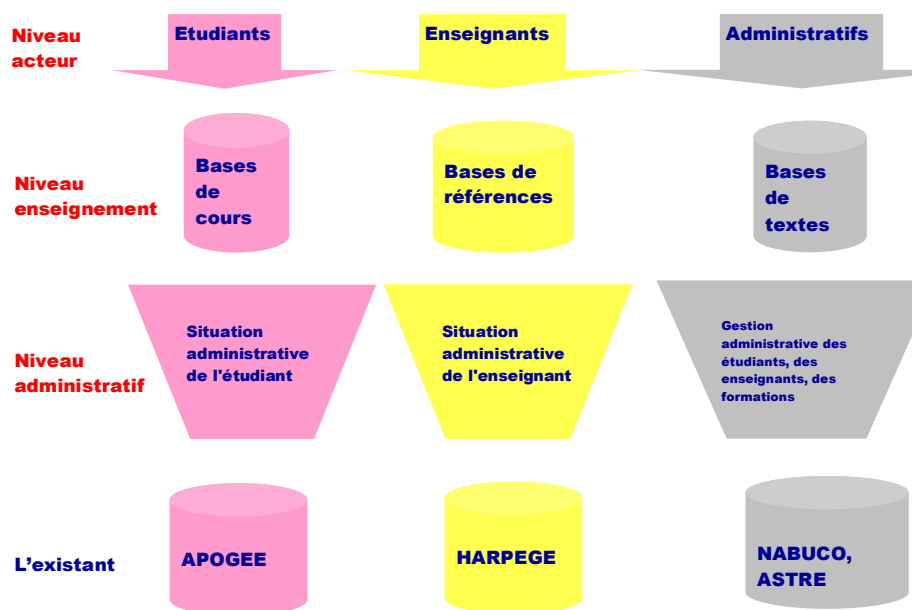 Niveau
acteur
Etudiants
Enseignants
Administratifs
Niveau
enseignement
Bases
de
cours
Bases de
références
Bases
de
textes
Niveau
administratif
Situation
administrative
de l'étudiant
Situation
administrative
de l'enseignant
Gestion
administrative des
étudiants, des
enseignants, des
formations
L’existant
APOGEE
HARPEGE
NABUCO,
ASTRE